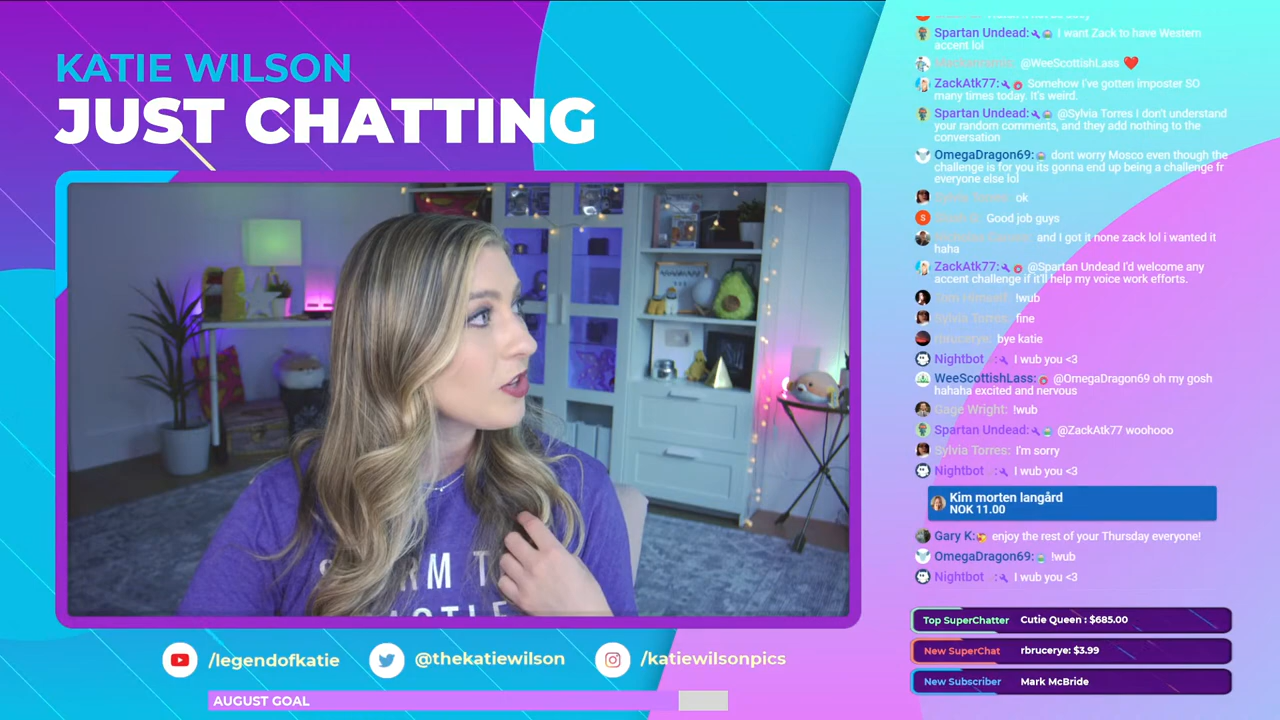 KATIE WILSON
JUST CHATTING
/legendofkatie
@thekatiewilson
/katiewilsonpics
AUGUST GOAL
Spartan Undead: I want Zack to have Western
accent lol
@WeeScottishLass
ZackAtk77: Somehow I've gotten imposter SO
many times today. It's weird.
Spartan Undead: @Sylvia Torres I don't understand
your random comments, and they add nothing to the
conversation
OmegaDragon69: dont worry Mosco even though the
challenge is for you its gonna end up being a challenge fr
everyone else lol
Sylvia Torres: ok
Good job guys
and I got it none zack lol i wanted it
haha
ZackAtk77: @Spartan Undead I'd welcome any
accent challenge if it'll help my voice work efforts.
!wub
Sylvia Torres: fine
rbrucerye: bye katie
Nightbot : I wub you <3
WeeScottishLass: @OmegaDragon69 oh my gosh
hahaha excited and nervous
Gage Wright: !wub
Spartan Undead: @ZackAtk77 woohooo
Sylvia Torres: I'm sorry
Nightbot : I wub you <3
Kim morten langård
NOK 11.00
Gary K: enjoy the rest of your Thursday everyone!
OmegaDragon69: !wub
Nightbot : I wub you <3
Top SuperChatter Cutie Queen : $685.00
New SuperChat rbrucerye: $3.99
New Subscriber Mark McBride